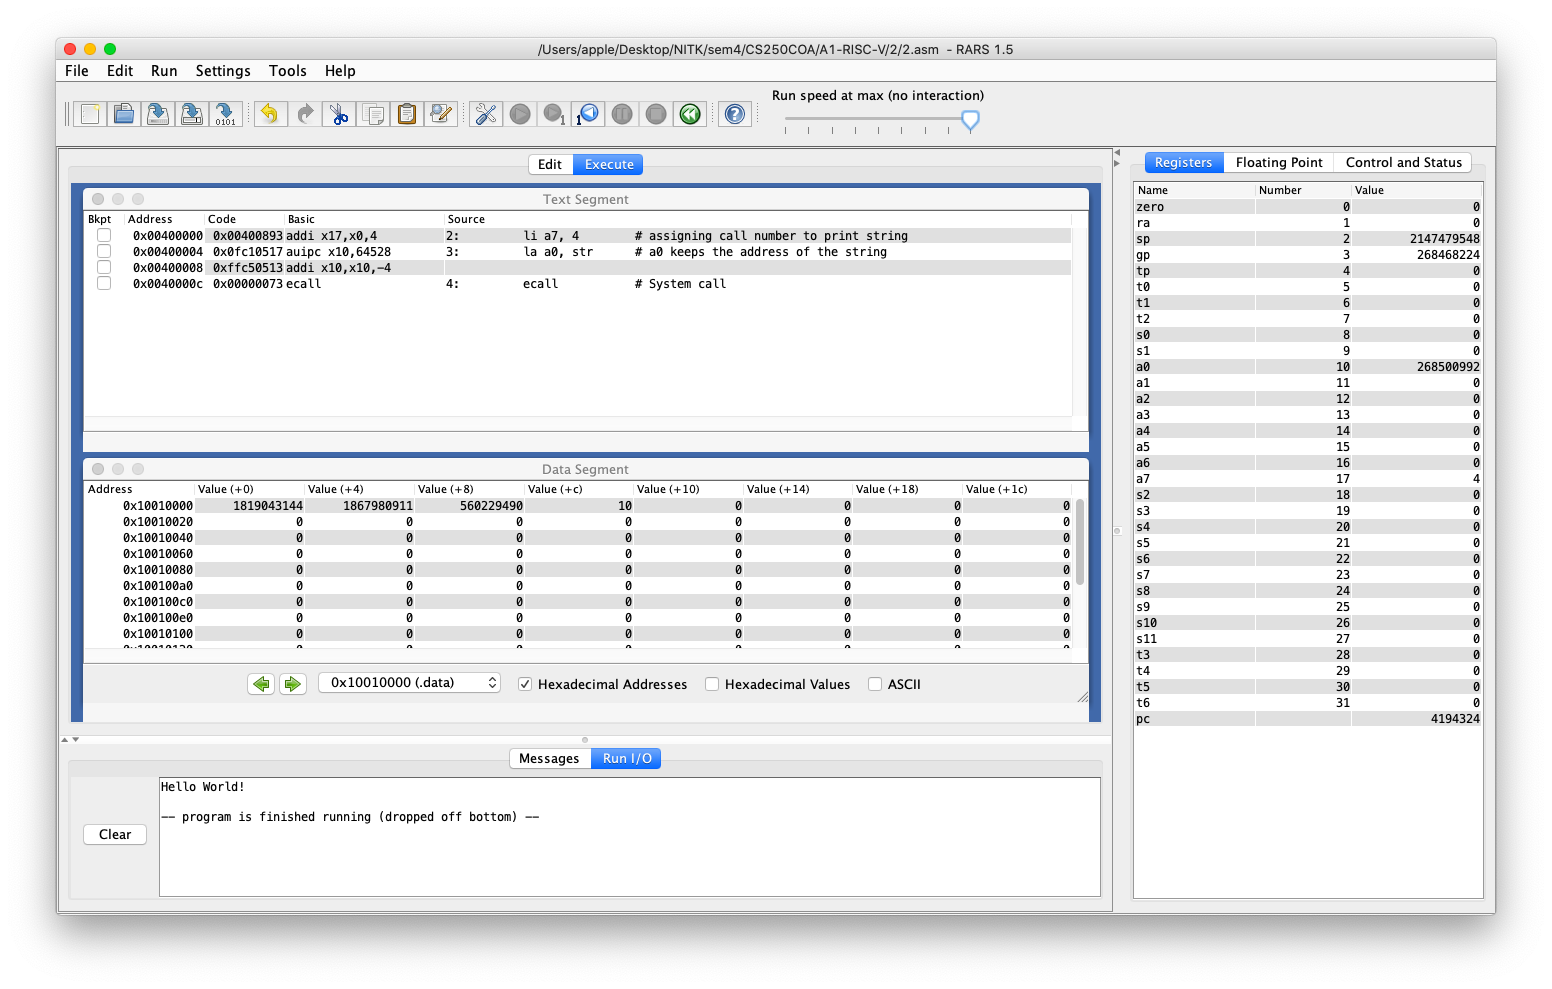 /Users/apple/Desktop/NITK/sem4/CS250COA/A1-RISC-V/2/2.asm - RARS 1.5
File Edit Run Settings Tools Help
Run speed at max (no interaction)
0101 1 1 ?
Edit Execute
Text Segment
Bkpt Address Code Basic Source
0x00400000 0x00400893 addi x17,x0,4 2: li a7, 4 # assigning call number to print string
0x00400004 0x0fc10517 auipc x10,64528 3: la a0, str # a0 keeps the address of the string
0x00400008 0xffc50513 addi x10,x10,-4
0x0040000c 0x00000073 ecall 4: ecall # System call
Data Segment
Address Value (+0) Value (+4) Value (+8) Value (+c) Value (+10) Value (+14) Value (+18) Value (+1c)
0x10010000 1819043144 1867980911 560229490 10 0 0 0 0
0x10010020 0 0 0 0 0 0 0 0
0x10010040 0 0 0 0 0 0 0 0
0x10010060 0 0 0 0 0 0 0 0
0x10010080 0 0 0 0 0 0 0 0
0x100100a0 0 0 0 0 0 0 0 0
0x100100c0 0 0 0 0 0 0 0 0
0x100100e0 0 0 0 0 0 0 0 0
0x10010100 0 0 0 0 0 0 0 0
0x10010000 (.data) Hexadecimal Addresses Hexadecimal Values ASCII
Messages Run I/O
Clear
Hello World!
-- program is finished running (dropped off bottom) --
Registers Floating Point Control and Status
Name Number Value
zero 0 0
ra 1 0
sp 2 2147479548
gp 3 268468224
tp 4 0
t0 5 0
t1 6 0
t2 7 0
s0 8 0
s1 9 0
a0 10 268500992
a1 11 0
a2 12 0
a3 13 0
a4 14 0
a5 15 0
a6 16 0
a7 17 4
s2 18 0
s3 19 0
s4 20 0
s5 21 0
s6 22 0
s7 23 0
s8 24 0
s9 25 0
s10 26 0
s11 27 0
t3 28 0
t4 29 0
t5 30 0
t6 31 0
pc 4194324